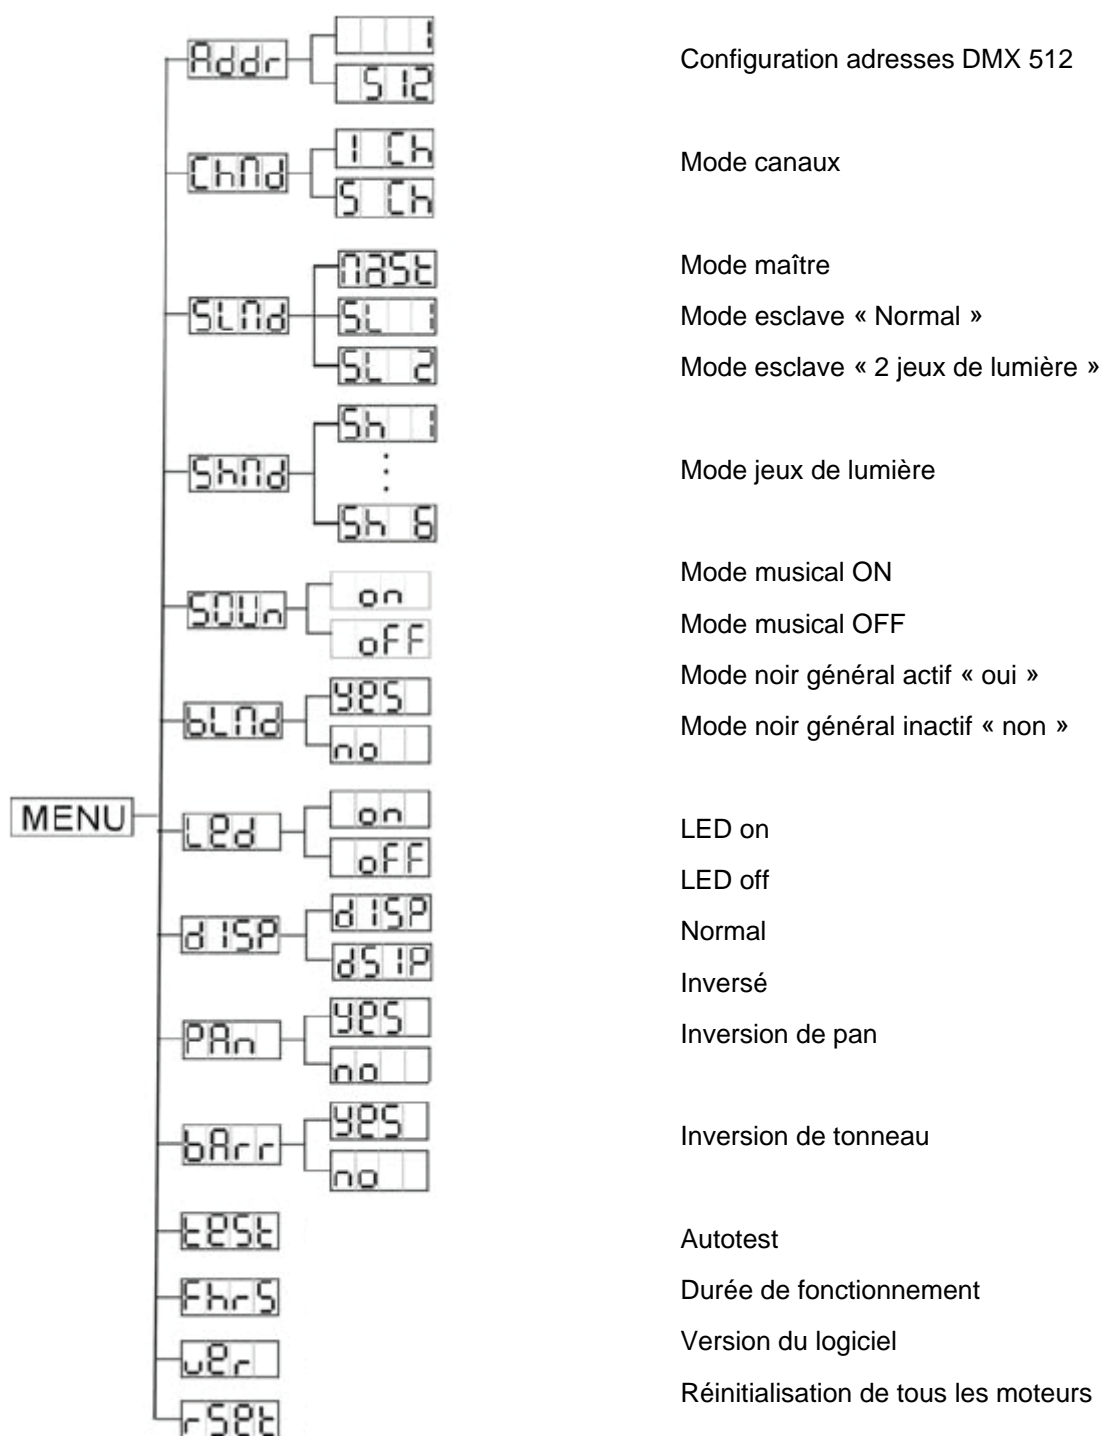 Addr
1
512
Configuration adresses DMX 512
ChMd
1 Ch
5 Ch
Mode canaux
SLMd
MaSt
SL 1
SL 2
Mode maître
Mode esclave « Normal »
Mode esclave « 2 jeux de lumière »
ShMd
Sh 1
Sh 6
Mode jeux de lumière
SOUn
on
oFF
Mode musical ON
Mode musical OFF
bLMd
yes
no
Mode noir général actif « oui »
Mode noir général inactif « non »
MENU
Led
on
oFF
LED on
LED off
dISP
dISP
dSIP
Normal
Inversé
PAn
yes
no
Inversion de pan
bArr
yes
no
Inversion de tonneau
test
Autotest
FhrS
Durée de fonctionnement
ver
Version du logiciel
rSet
Réinitialisation de tous les moteurs